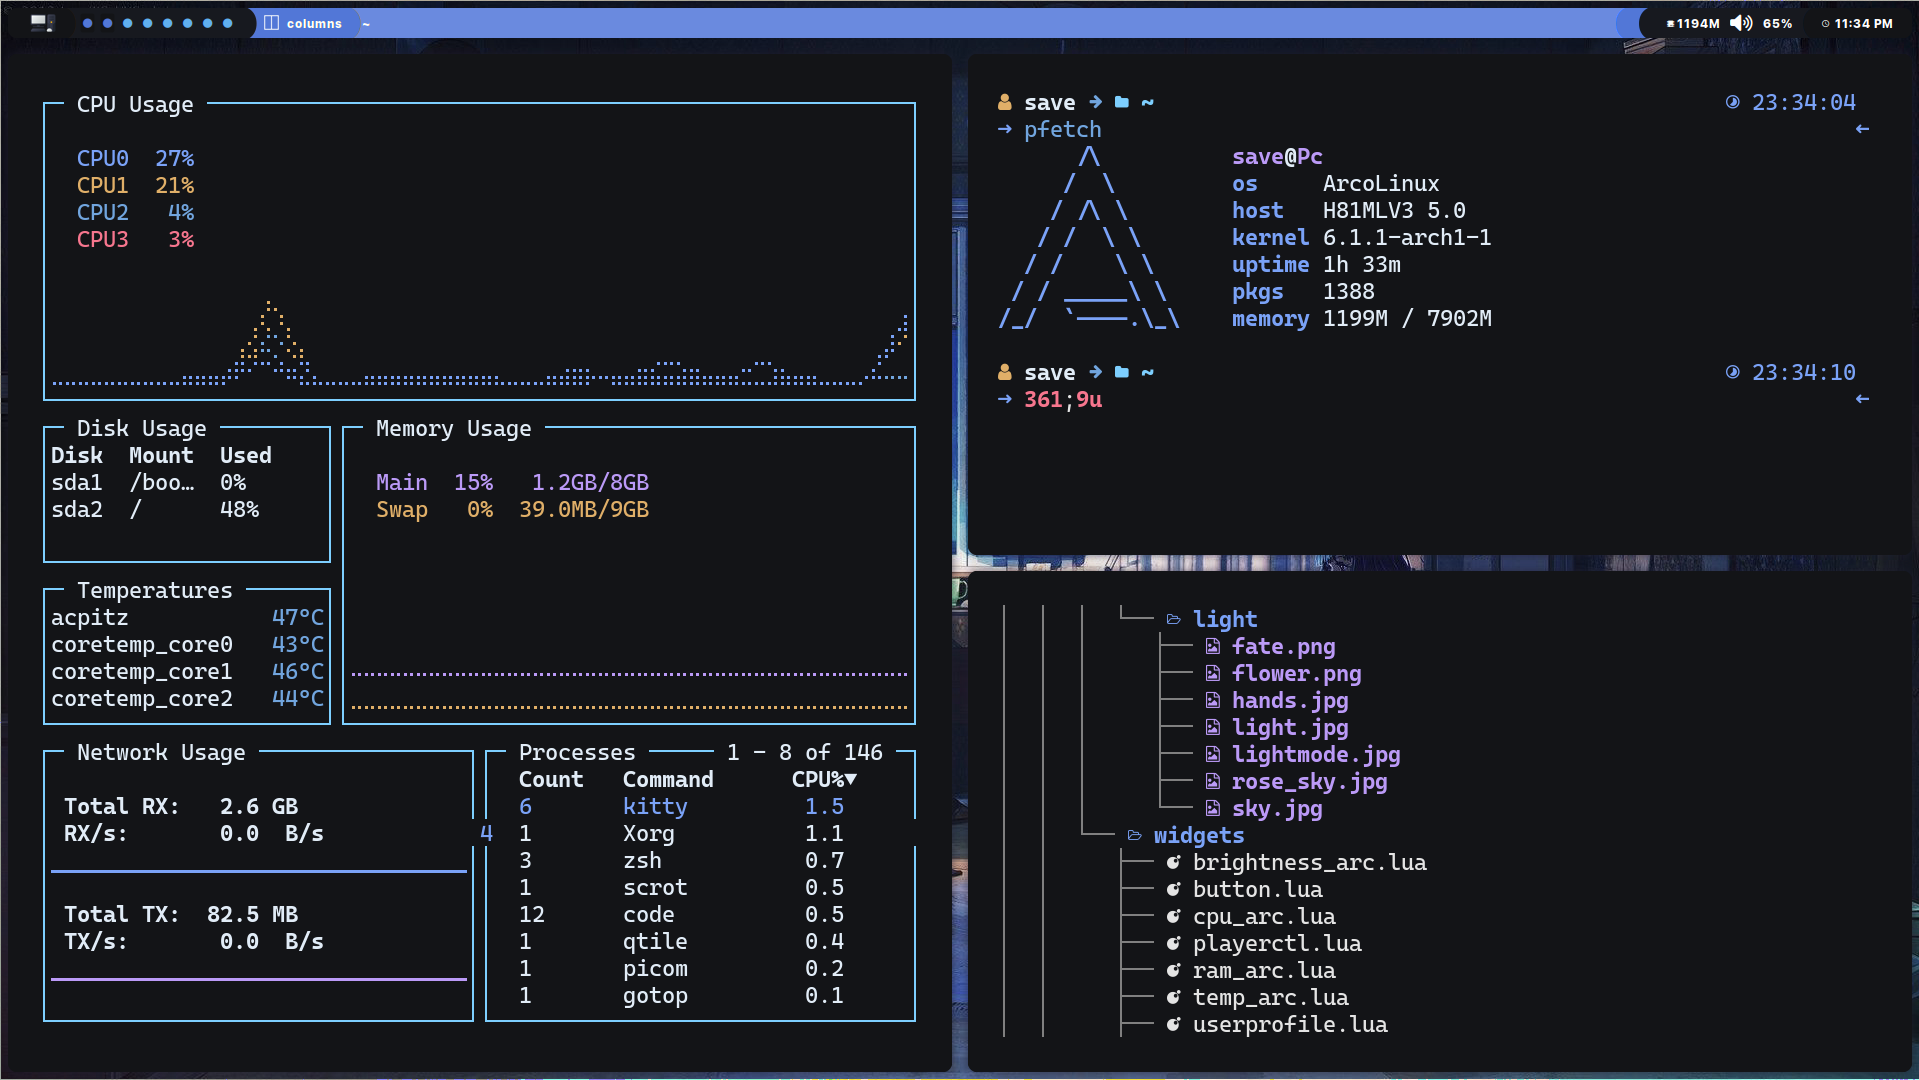 columns ~ 1194M 65% 11:34 PM
CPU Usage
CPU0 27%
CPU1 21%
CPU2 4%
CPU3 3%
Disk Usage
Disk Mount Used
sda1 /boo… 0%
sda2 / 48%
Memory Usage
Main 15% 1.2GB/8GB
Swap 0% 39.0MB/9GB
Temperatures
acpitz 47°C
coretemp_core0 43°C
coretemp_core1 46°C
coretemp_core2 44°C
Network Usage
Total RX: 2.6 GB
RX/s: 0.0 B/s
Total TX: 82.5 MB
TX/s: 0.0 B/s
Processes 1 - 8 of 146
Count Command CPU%▼
6 kitty 1.5
4 1 Xorg 1.1
3 zsh 0.7
1 scrot 0.5
12 code 0.5
1 qtile 0.4
1 picom 0.2
1 gotop 0.1
save → ~ 23:34:04
→ pfetch ←
save@Pc
os ArcoLinux
host H81MLV3 5.0
kernel 6.1.1-arch1-1
uptime 1h 33m
pkgs 1388
memory 1199M / 7902M
save → ~ 23:34:10
→ 361;9u ←
light
fate.png
flower.png
hands.jpg
light.jpg
lightmode.jpg
rose_sky.jpg
sky.jpg
widgets
brightness_arc.lua
button.lua
cpu_arc.lua
playerctl.lua
ram_arc.lua
temp_arc.lua
userprofile.lua